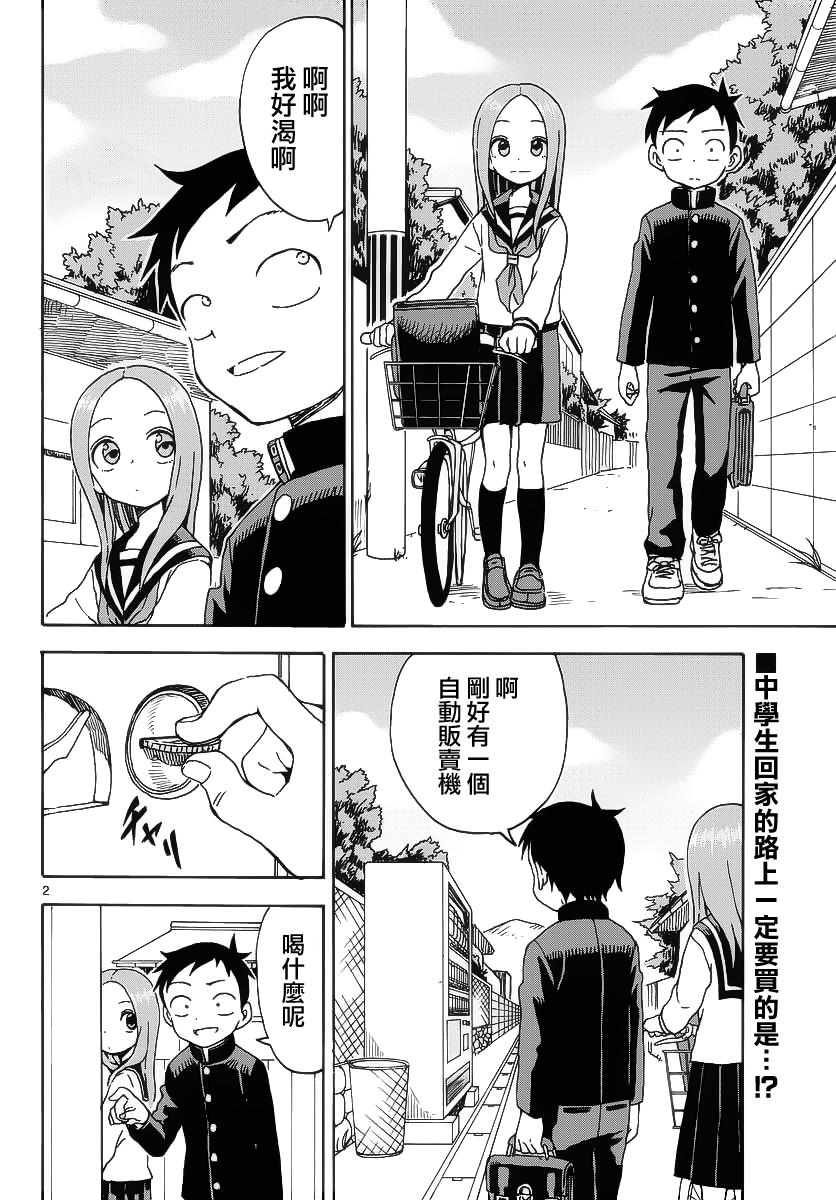 啊啊
我好渴啊
■中學生回家的路上一定要買的是…!?
啊
剛好有一個
自動販賣機
チャッ
2
喝什麼呢